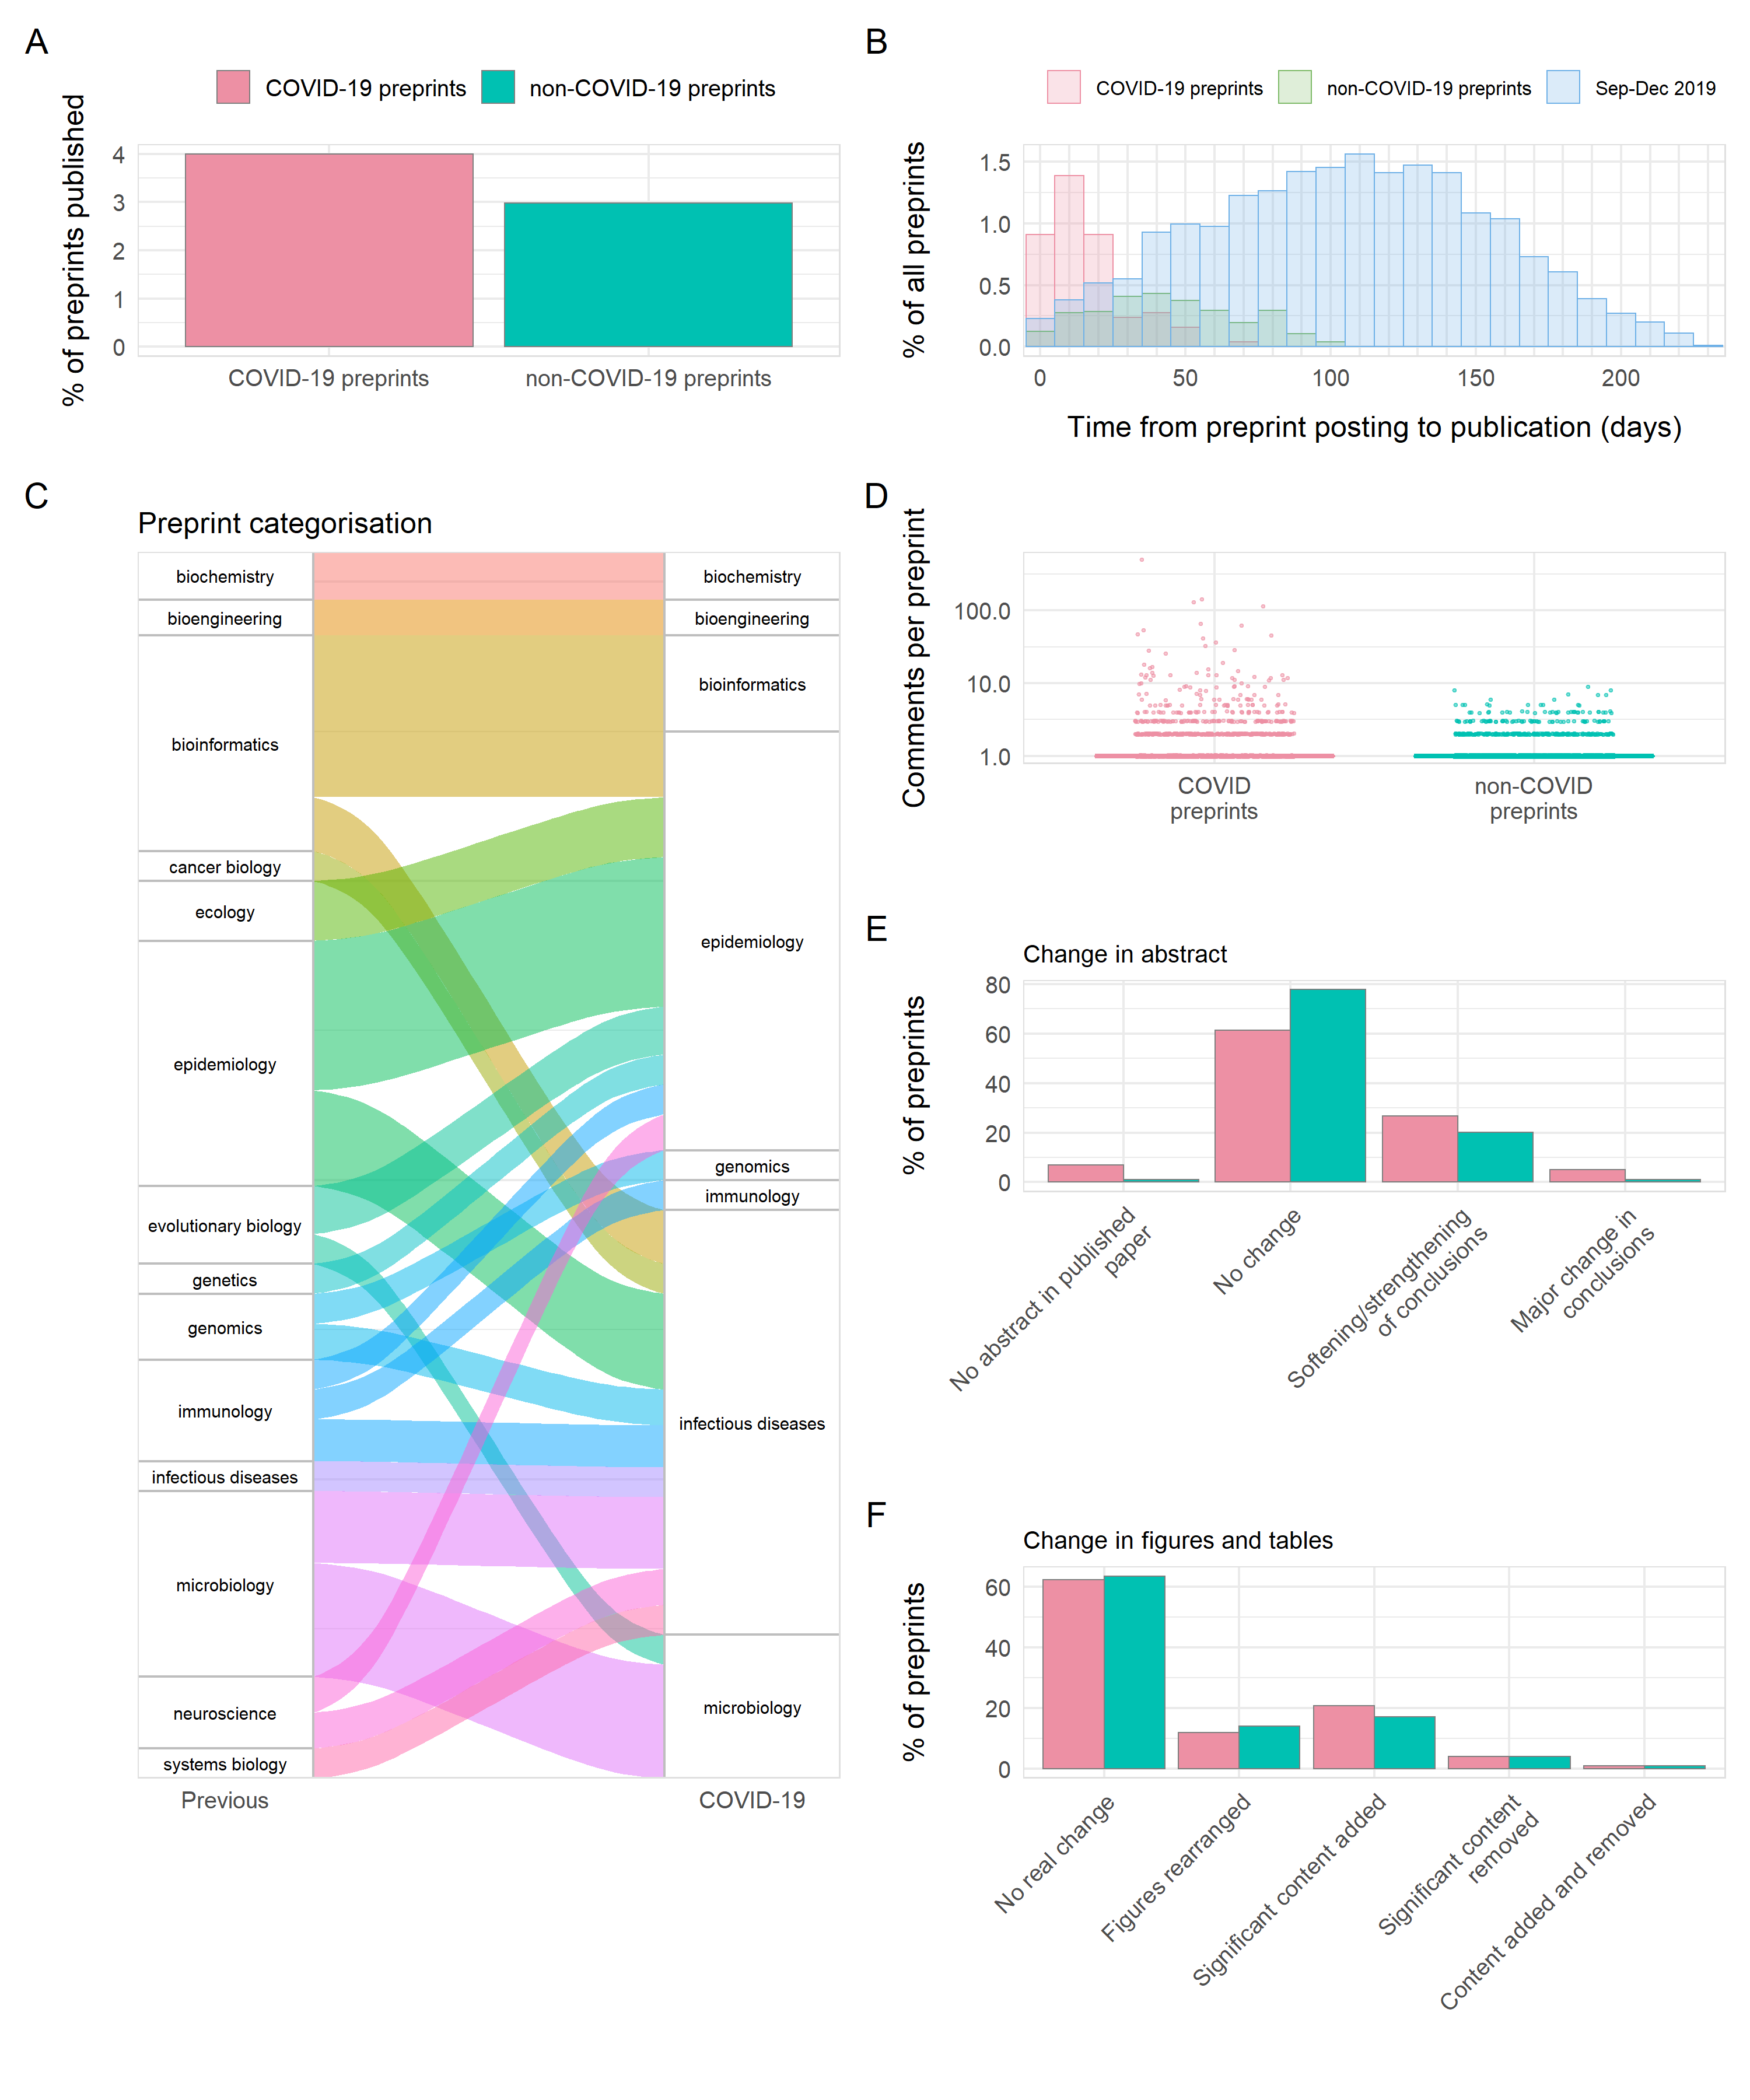 A
COVID-19 preprints
non-COVID-19 preprints
% of preprints published
4
3
2
1
0
COVID-19 preprints
non-COVID-19 preprints
B
COVID-19 preprints
non-COVID-19 preprints
Sep-Dec 2019
% of all preprints
1.5
1.0
0.5
0.0
0
50
100
150
200
Time from preprint posting to publication (days)
C
Preprint categorisation
biochemistry
bioengineering
bioinformatics
cancer biology
ecology
epidemiology
evolutionary biology
genetics
genomics
immunology
infectious diseases
microbiology
neuroscience
systems biology
Previous
biochemistry
bioengineering
bioinformatics
epidemiology
genomics
immunology
infectious diseases
microbiology
COVID-19
D
Comments per preprint
100.0
10.0
1.0
COVID
preprints
non-COVID
preprints
E
Change in abstract
% of preprints
80
60
40
20
0
No abstract in published
paper
No change
Softening/strengthening
of conclusions
Major change in
conclusions
F
Change in figures and tables
% of preprints
60
40
20
0
No real change
Figures rearranged
Significant content added
Significant content
removed
Content added and removed